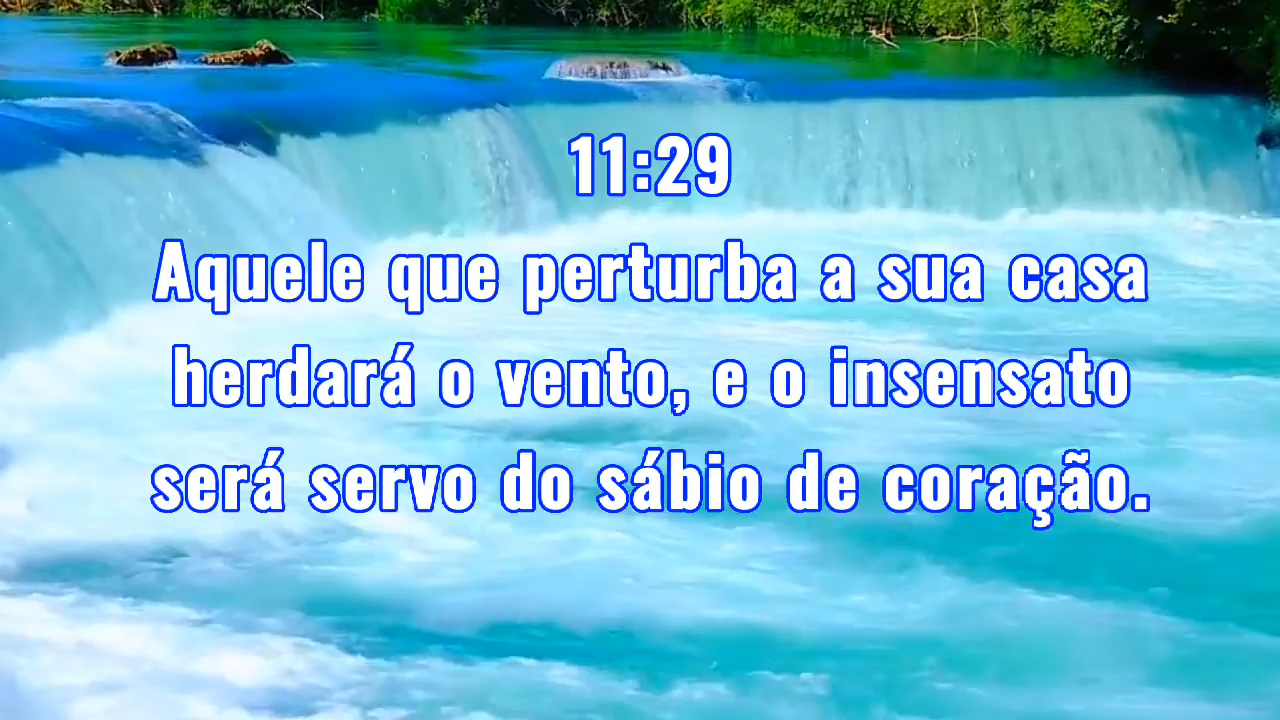 11:29
Aquele que perturba a sua casa
herdará o vento, e o insensato
será servo do sábio de coração.